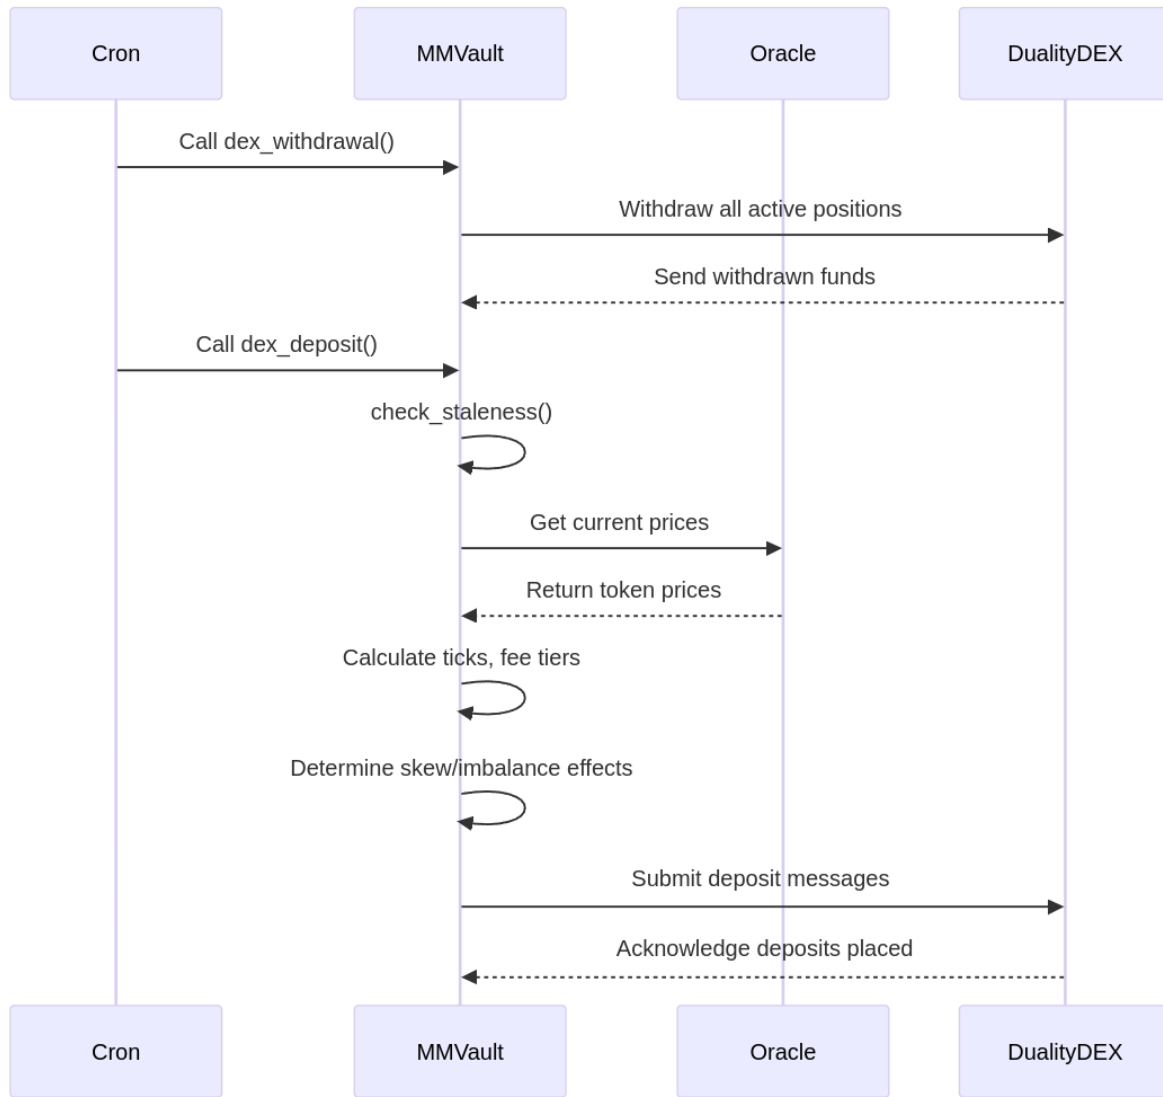 Cron
MMVault
Oracle
DualityDEX
Call dex_withdrawal()
Withdraw all active positions
Send withdrawn funds
Call dex_deposit()
check_staleness()
Get current prices
Return token prices
Calculate ticks, fee tiers
Determine skew/imbalance effects
Submit deposit messages
Acknowledge deposits placed
Cron
MMVault
Oracle
DualityDEX